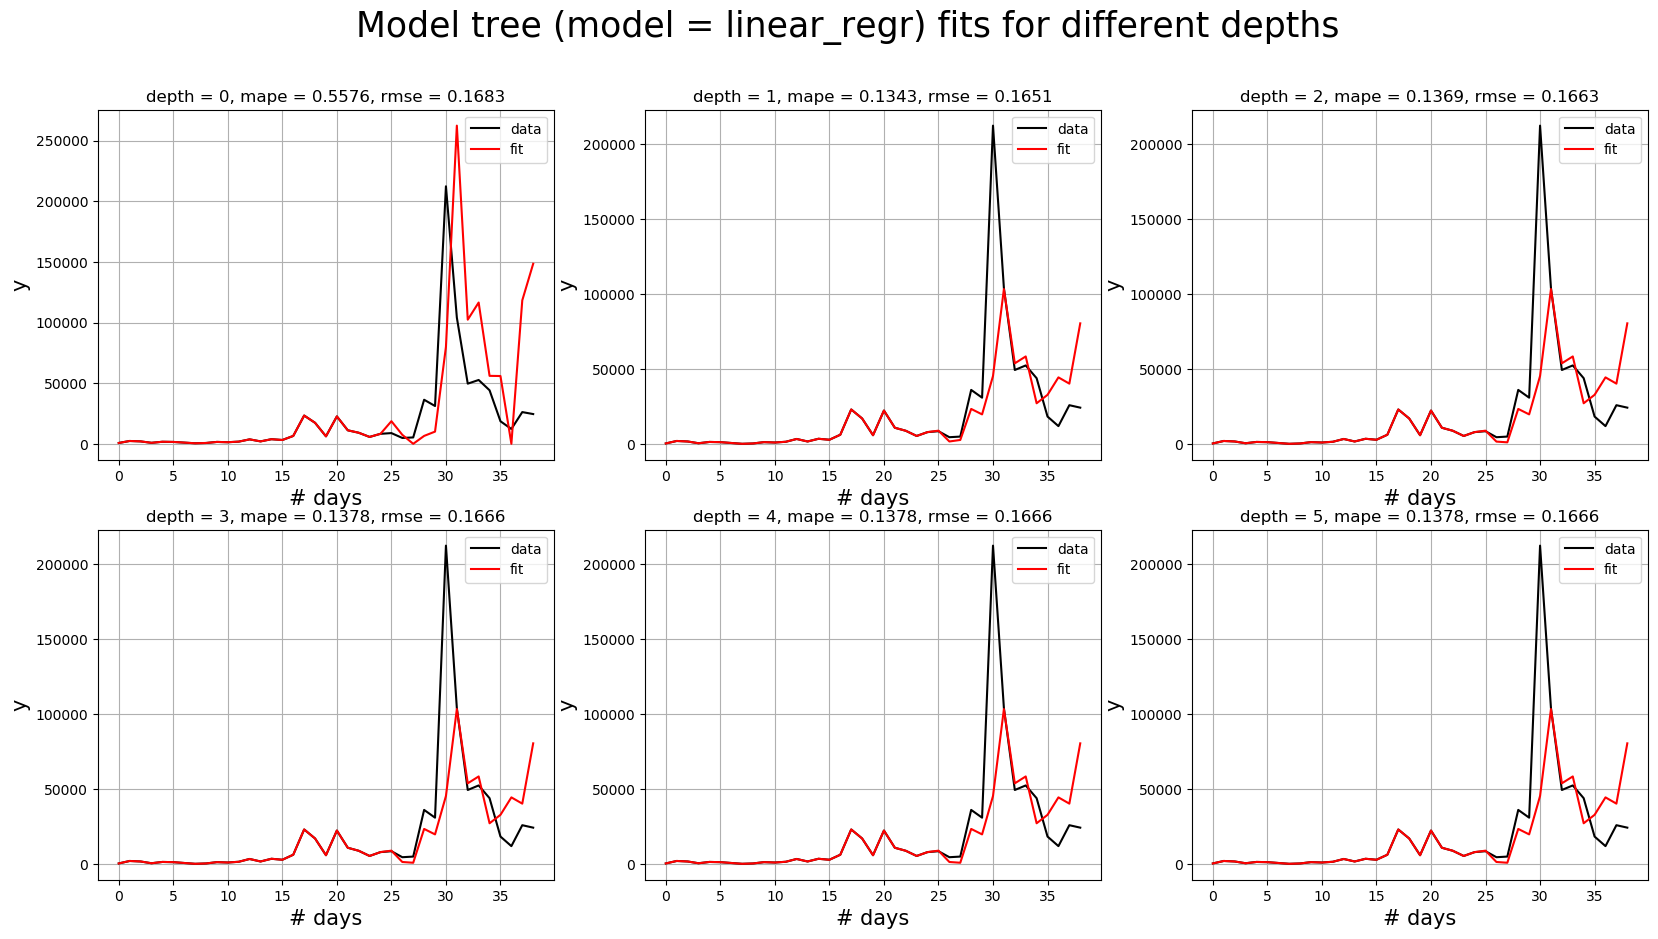 Model tree (model = linear_regr) fits for different depths
depth = 0, mape = 0.5576, rmse = 0.1683
depth = 1, mape = 0.1343, rmse = 0.1651
depth = 2, mape = 0.1369, rmse = 0.1663
data
fit
data
fit
data
fit
250000
200000
150000
100000
50000
0
y
200000
150000
100000
50000
0
y
200000
150000
100000
50000
0
y
0 5 10 15 20 25 30 35
0 5 10 15 20 25 30 35
0 5 10 15 20 25 30 35
# days
# days
# days
depth = 3, mape = 0.1378, rmse = 0.1666
depth = 4, mape = 0.1378, rmse = 0.1666
depth = 5, mape = 0.1378, rmse = 0.1666
data
fit
data
fit
data
fit
200000
150000
100000
50000
0
y
200000
150000
100000
50000
0
y
200000
150000
100000
50000
0
y
0 5 10 15 20 25 30 35
0 5 10 15 20 25 30 35
0 5 10 15 20 25 30 35
# days
# days
# days